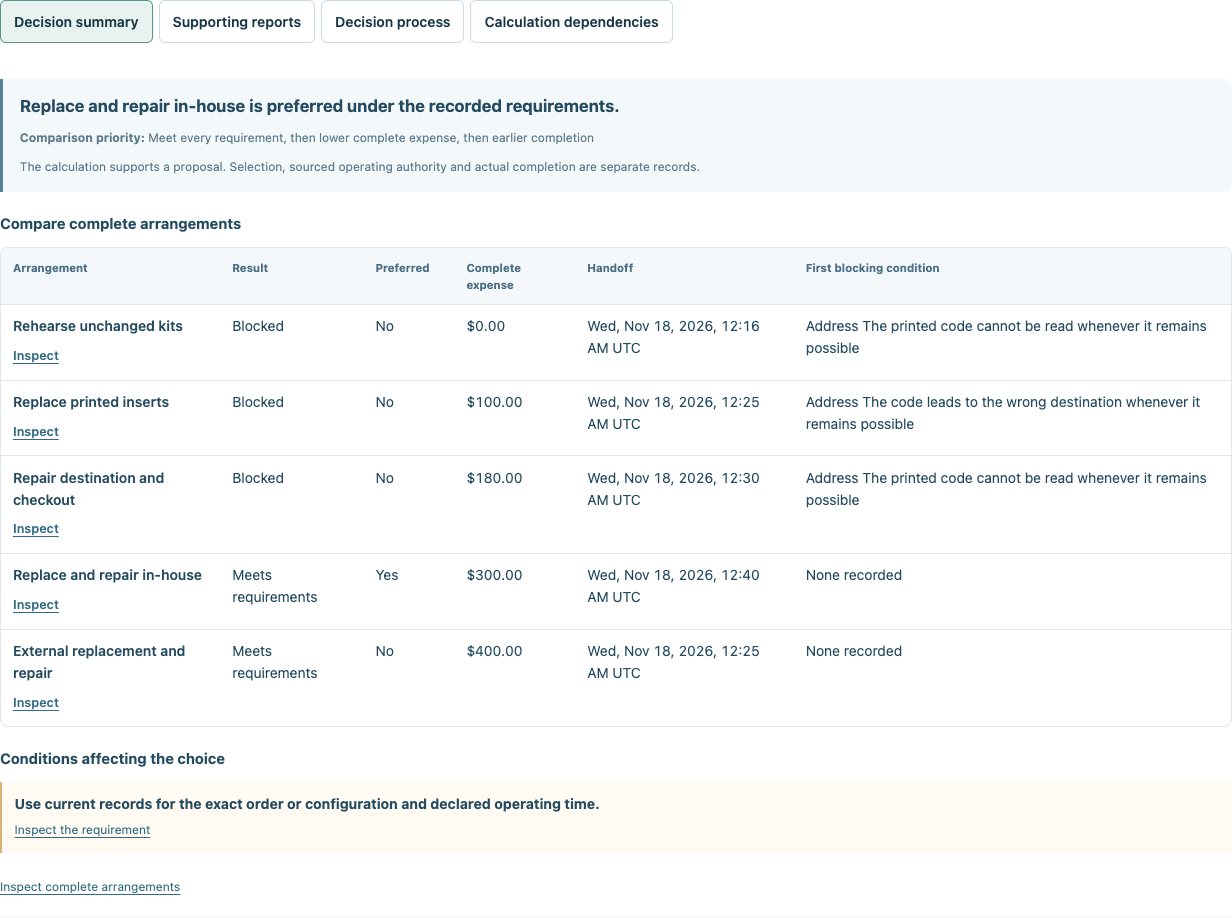 Decision summary
Supporting reports
Decision process
Calculation dependencies
Replace and repair in-house is preferred under the recorded requirements.
Comparison priority: Meet every requirement, then lower complete expense, then earlier completion
The calculation supports a proposal. Selection, sourced operating authority and actual completion are separate records.
Compare complete arrangements
Arrangement
Result
Preferred
Complete
expense
Handoff
First blocking condition
Rehearse unchanged kits
Inspect
Blocked
No
$0.00
Wed, Nov 18, 2026, 12:16
AM UTC
Address The printed code cannot be read whenever it remains
possible
Replace printed inserts
Inspect
Blocked
No
$100.00
Wed, Nov 18, 2026, 12:25
AM UTC
Address The code leads to the wrong destination whenever it
remains possible
Repair destination and
checkout
Inspect
Blocked
No
$180.00
Wed, Nov 18, 2026, 12:30
AM UTC
Address The printed code cannot be read whenever it remains
possible
Replace and repair in-house
Inspect
Meets
requirements
Yes
$300.00
Wed, Nov 18, 2026, 12:40
AM UTC
None recorded
External replacement and
repair
Inspect
Meets
requirements
No
$400.00
Wed, Nov 18, 2026, 12:25
AM UTC
None recorded
Conditions affecting the choice
Use current records for the exact order or configuration and declared operating time.
Inspect the requirement
Inspect complete arrangements